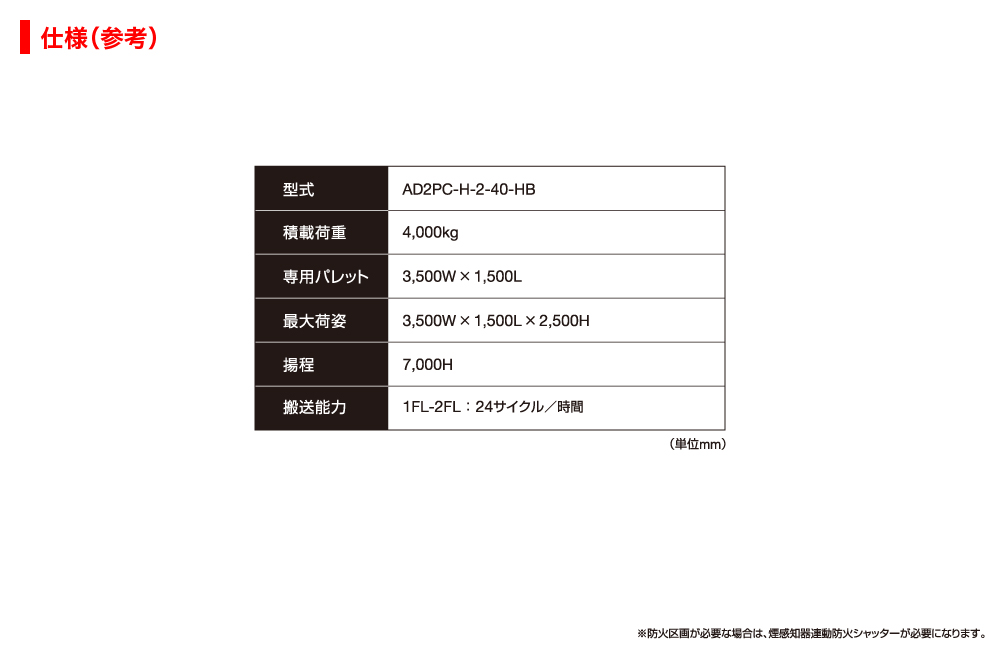 仕様（参考）
型式 AD2PC-H-2-40-HB
積載荷重 4,000kg
専用パレット 3,500W×1,500L
最大荷姿 3,500W×1,500L×2,500H
揚程 7,000H
搬送能力 1FL-2FL：24サイクル／時間
（単位mm）
※防火区画が必要な場合は、煙感知器連動防火シャッターが必要になります。